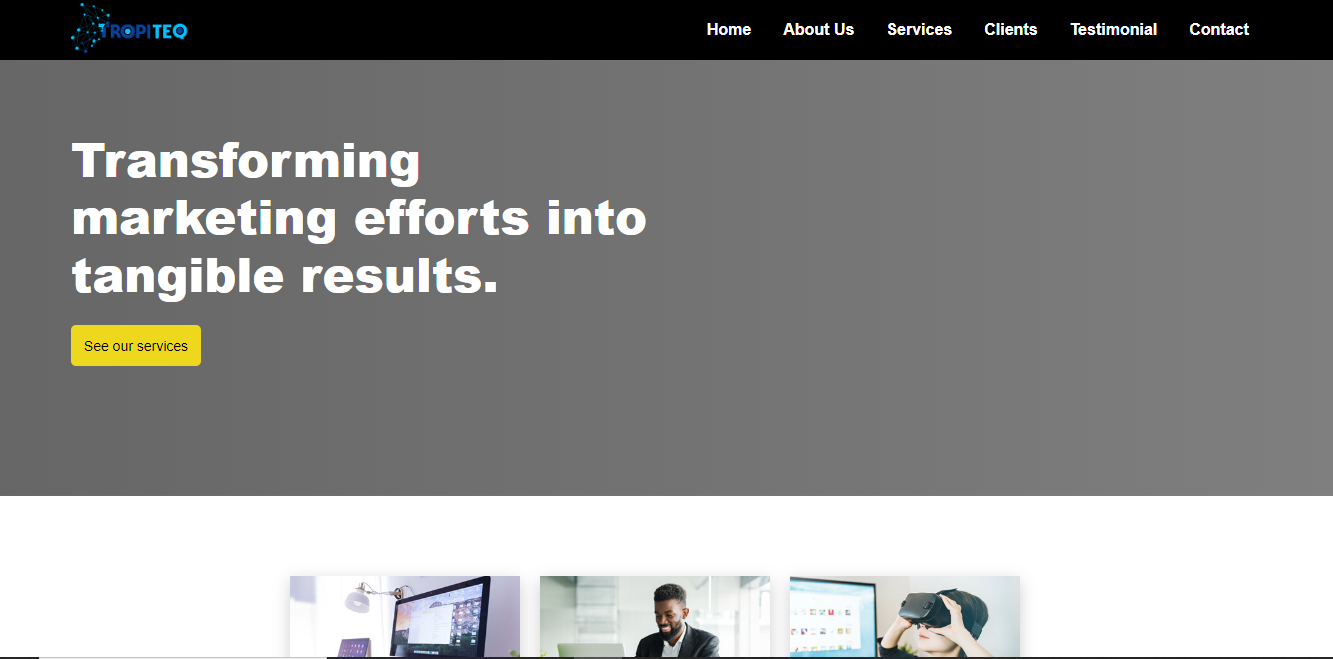 TROPITEQ
Home About Us Services Clients Testimonial Contact
Transforming
marketing efforts into
tangible results.
See our services